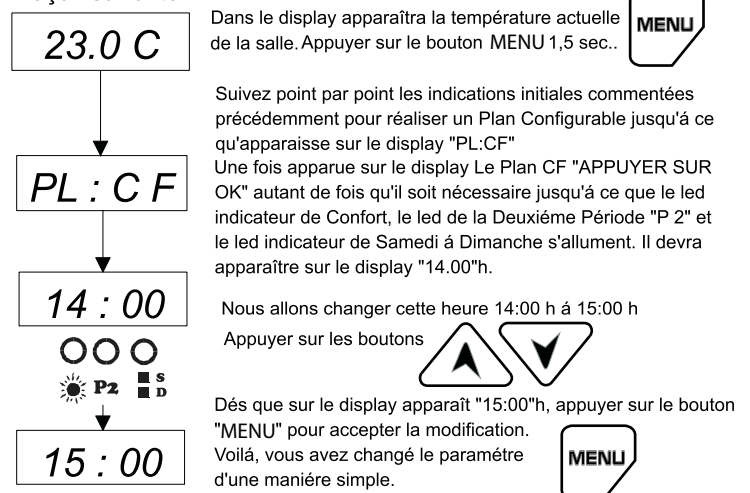 Dans le display apparaîtra la température actuelle
de la salle. Appuyer sur le bouton MENU 1,5 sec..
MENU
23.0 C
Suivez point par point les indications initiales commentées
précédemment pour réaliser un Plan Configurable jusqu'á ce
qu'apparaisse sur le display "PL:CF"
Une fois apparue sur le display Le Plan CF "APPUYER SUR
OK" autant de fois qu'il soit nécessaire jusqu'á ce que le led
indicateur de Confort, le led de la Deuxiéme Période "P 2" et
le led indicateur de Samedi á Dimanche s'allument. Il devra
apparaître sur le display "14.00"h.
PL : C F
14 : 00
Nous allons changer cette heure 14:00 h á 15:00 h
Appuyer sur les boutons
P2
S
D
Dés que sur le display apparaît "15:00"h, appuyer sur le bouton
"MENU" pour accepter la modification.
Voilá, vous avez changé le paramétre
d'une maniére simple.
15 : 00
MENU